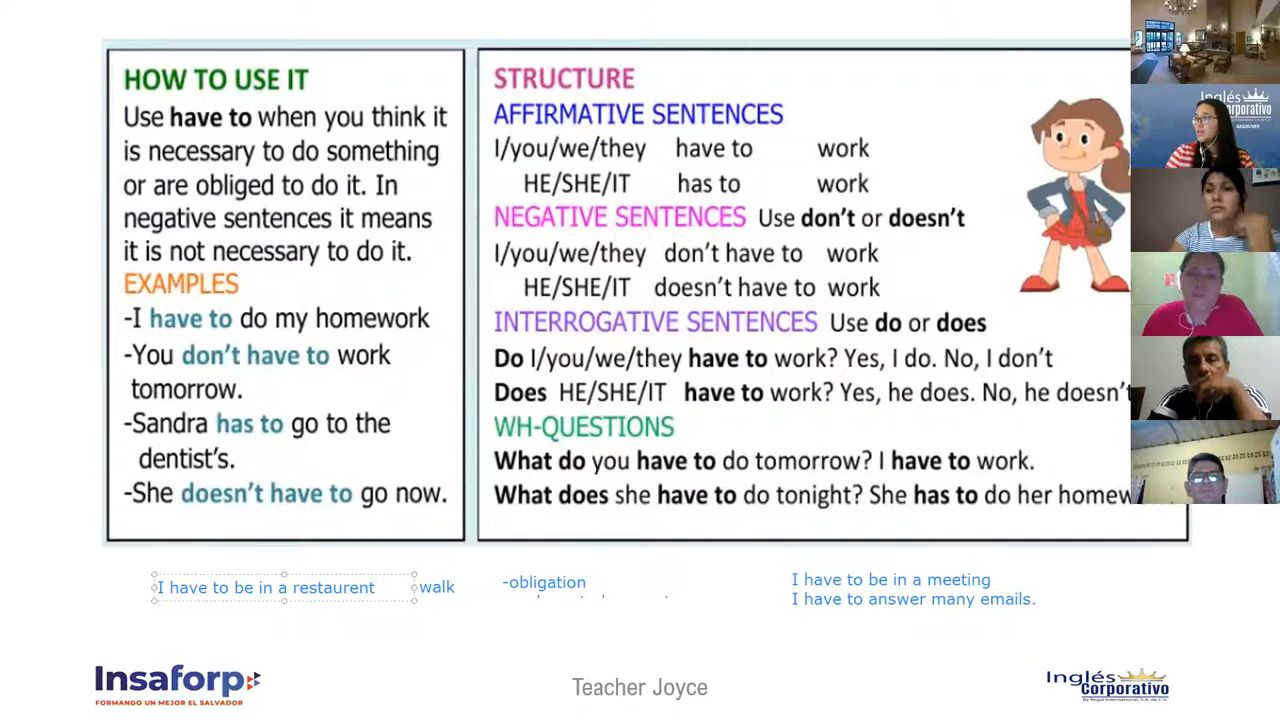 HOW TO USE IT
Use have to when you think it
is necessary to do something
or are obliged to do it. In
negative sentences it means
it is not necessary to do it.
EXAMPLES
-I have to do my homework
-You don't have to work
tomorrow.
-Sandra has to go to the
dentist's.
-She doesn't have to go now.
STRUCTURE
AFFIRMATIVE SENTENCES
I/you/we/they have to work
HE/SHE/IT has to work
NEGATIVE SENTENCES Use don't or doesn't
I/you/we/they don't have to work
HE/SHE/IT doesn't have to work
INTERROGATIVE SENTENCES Use do or does
Do I/you/we/they have to work? Yes, I do. No, I don't
Does HE/SHE/IT have to work? Yes, he does. No, he doesn't
WH-QUESTIONS
What do you have to do tomorrow? I have to work.
What does she have to do tonight? She has to do her homew
I have to be in a restaurent
walk
-obligation
I have to be in a meeting
I have to answer many emails.
Insaforp
FORMANDO UN MEJOR EL SALVADOR
Teacher Joyce
Inglés
Corporativo
By Regal International, S.A. de C.V.
Inglés
Corporativo